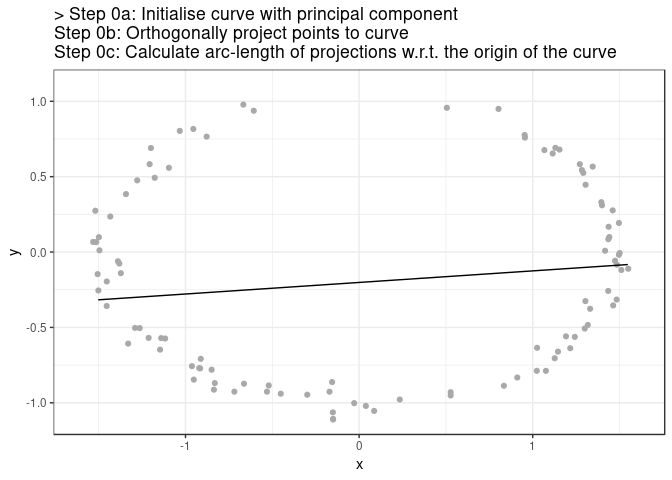 > Step 0a: Initialise curve with principal component
Step 0b: Orthogonally project points to curve
Step 0c: Calculate arc-length of projections w.r.t. the origin of the curve
1.0
0.5
0.0
-0.5
-1.0
y
-1
0
1
x